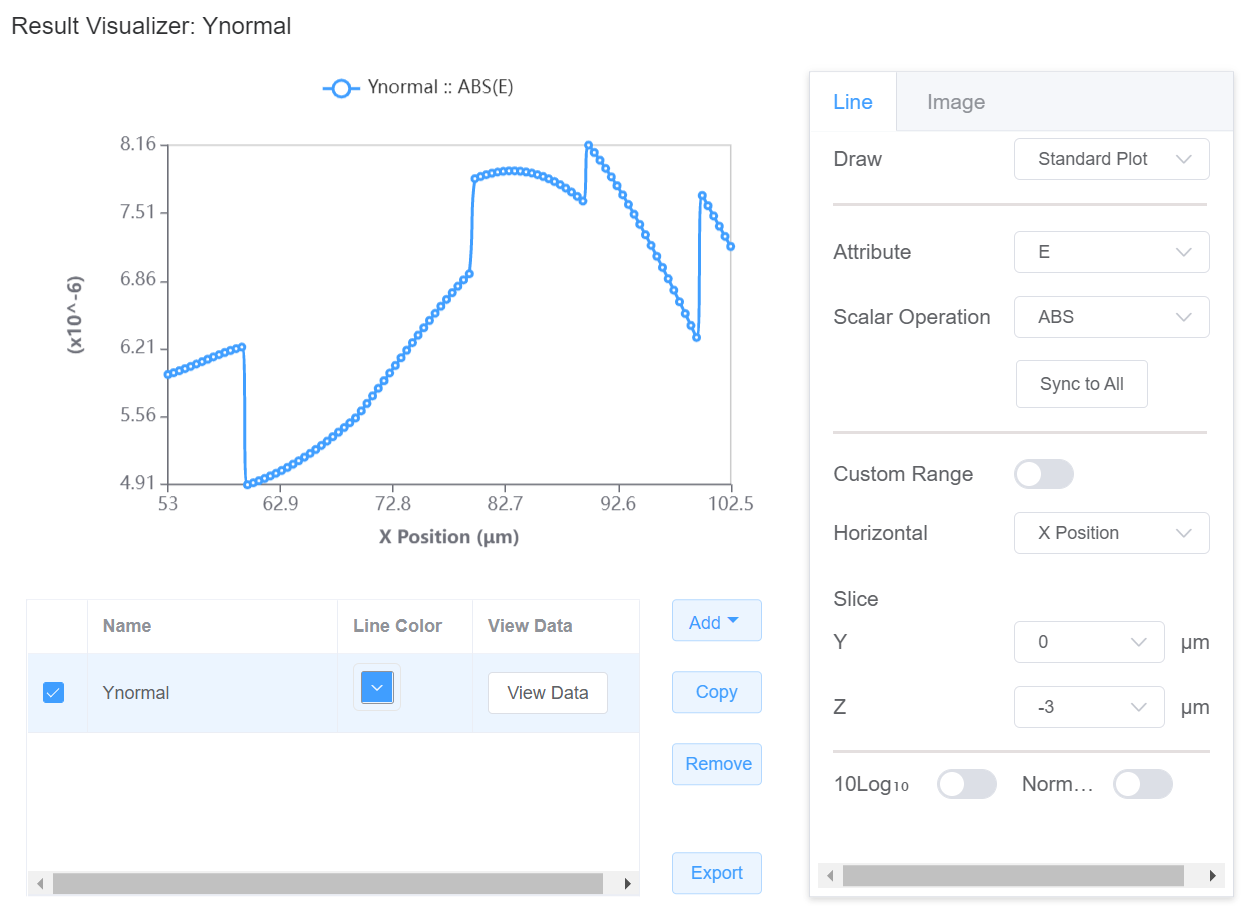 Result Visualizer: Ynormal
Ynormal :: ABS(E)
8.16
7.51
6.86
6.21
5.56
4.91
(x10^-6)
53 62.9 72.8 82.7 92.6 102.5
X Position (μm)
Name Line Color View Data
Ynormal View Data
Add
Copy
Remove
Export
Line Image
Draw Standard Plot
Attribute E
Scalar Operation ABS
Sync to All
Custom Range
Horizontal X Position
Slice
Y 0 μm
Z -3 μm
10Log₁₀ Norm…